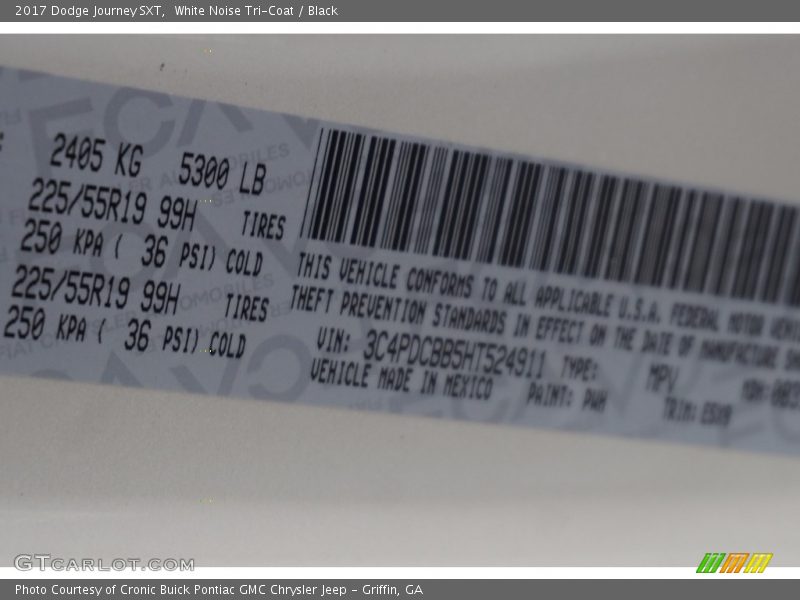 2017 Dodge Journey SXT, White Noise Tri-Coat / Black
2405 KG 5300 LB
225/55R19 99H TIRES
250 KPA ( 36 PSI) COLD
225/55R19 99H TIRES
250 KPA ( 36 PSI) COLD
THIS VEHICLE CONFORMS TO ALL APPLICABLE U.S.A. FEDERAL MOTOR
THEFT PREVENTION STANDARDS IN EFFECT ON THE DATE OF MANUFACTURE
VIN: 3C4PDCBB5HT524911 TYPE: MPV MDH:
VEHICLE MADE IN MEXICO PAINT: PWH TRIM:
GTCARLOT.COM
Photo Courtesy of Cronic Buick Pontiac GMC Chrysler Jeep - Griffin, GA